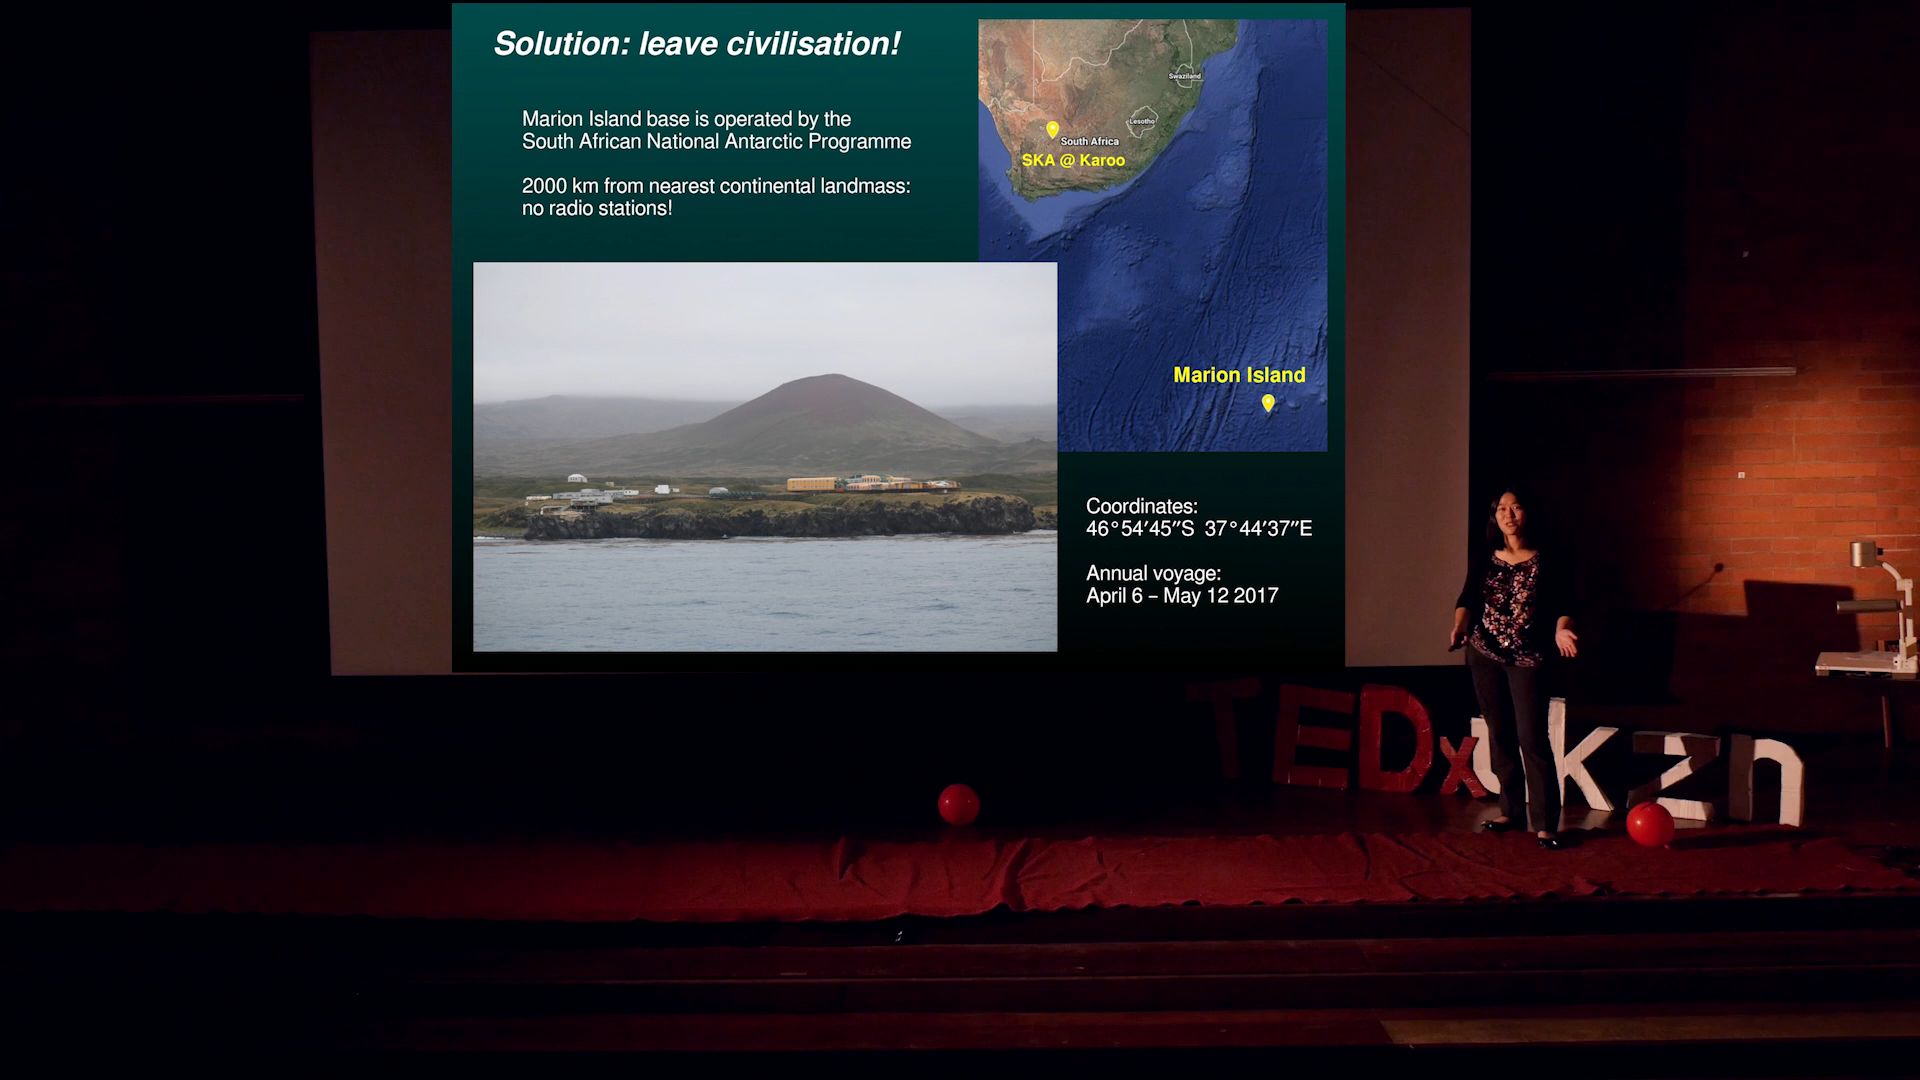 Solution: leave civilisation!
Marion Island base is operated by the
South African National Antarctic Programme
2000 km from nearest continental landmass:
no radio stations!
Swaziland
Lesotho
South Africa
SKA @ Karoo
Marion Island
Coordinates:
46°54′45″S 37°44′37″E
Annual voyage:
April 6 – May 12 2017
TEDxukzn